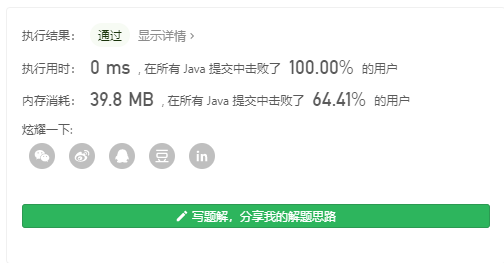 执行结果： 通过 显示详情 ›
执行用时： 0 ms , 在所有 Java 提交中击败了 100.00% 的用户
内存消耗： 39.8 MB , 在所有 Java 提交中击败了 64.41% 的用户
炫耀一下:
豆 in
写题解，分享我的解题思路